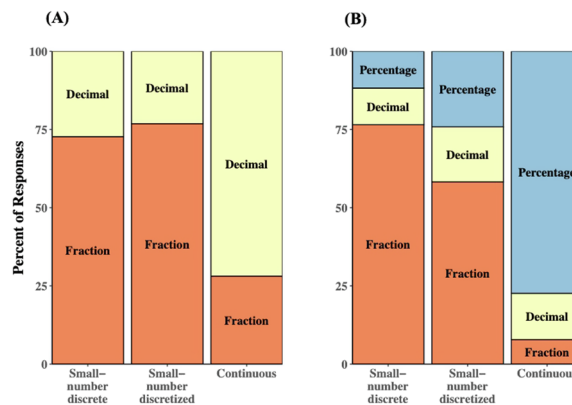 (A)
(B)
Percent of Responses
100
75
50
25
0
Decimal
Decimal
Decimal
Fraction
Fraction
Fraction
Small–
number
discrete
Small–
number
discretized
Continuous
100
75
50
25
0
Percentage
Percentage
Percentage
Decimal
Decimal
Decimal
Fraction
Fraction
Fraction
Small–
number
discrete
Small–
number
discretized
Continuous